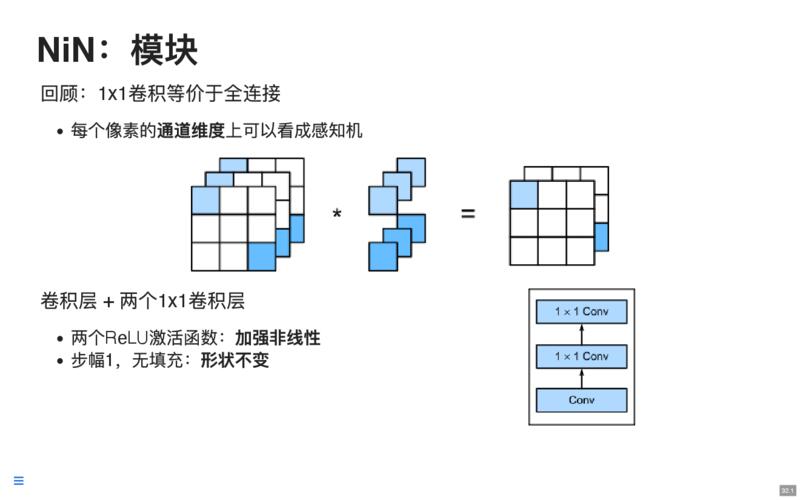 NiN：模块
回顾：1x1卷积等价于全连接
• 每个像素的通道维度上可以看成感知机
* =
卷积层 + 两个1x1卷积层
• 两个ReLU激活函数：加强非线性
• 步幅1，无填充：形状不变
1 × 1 Conv
1 × 1 Conv
Conv
32.1